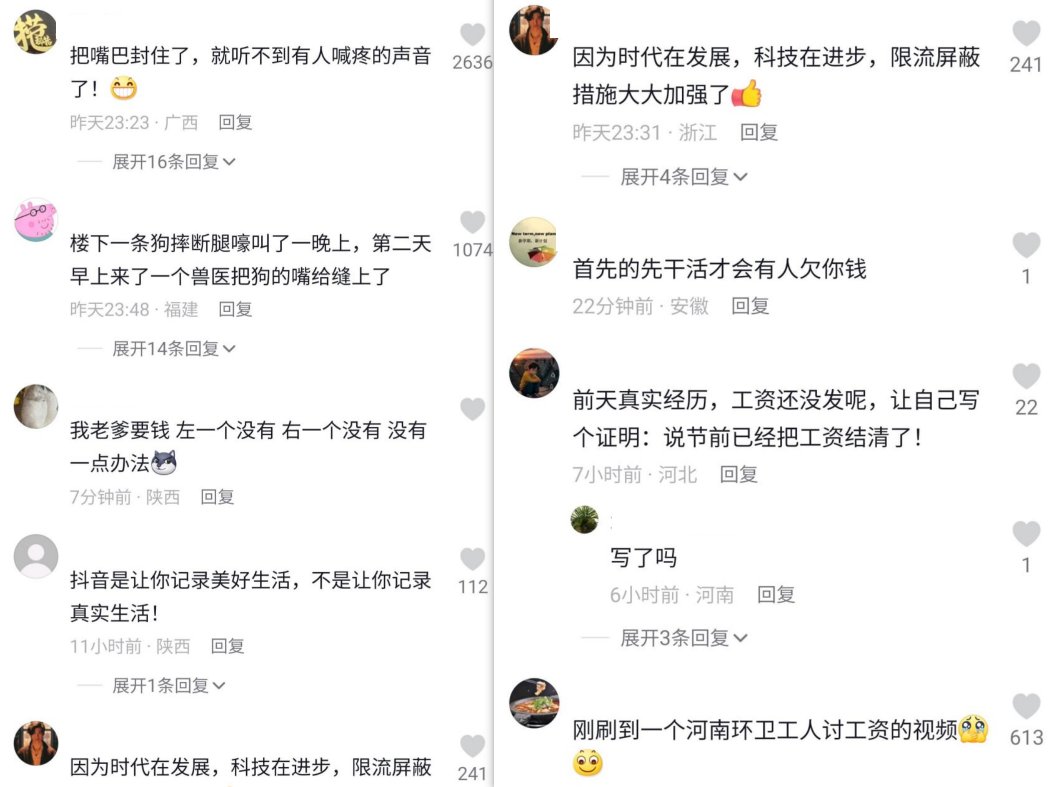 把嘴巴封住了，就听不到有人喊疼的声音
了！
2636
昨天23:23 · 广西 回复
展开16条回复
楼下一条狗摔断腿嚎叫了一晚上，第二天
早上来了一个兽医把狗的嘴给缝上了
1074
昨天23:48 · 福建 回复
展开14条回复
我老爹要钱 左一个没有 右一个没有 没有
一点办法
7分钟前 · 陕西 回复
抖音是让你记录美好生活，不是让你记录
真实生活！
112
11小时前 · 陕西 回复
展开1条回复
因为时代在发展，科技在进步，限流屏蔽
241
因为时代在发展，科技在进步，限流屏蔽
措施大大加强了
241
昨天23:31 · 浙江 回复
展开4条回复
New term,new plan
首先的先干活才会有人欠你钱
1
22分钟前 · 安徽 回复
前天真实经历，工资还没发呢，让自己写
个证明：说节前已经把工资结清了！
22
7小时前 · 河北 回复
写了吗
1
6小时前 · 河南 回复
展开3条回复
刚刷到一个河南环卫工人讨工资的视频
613